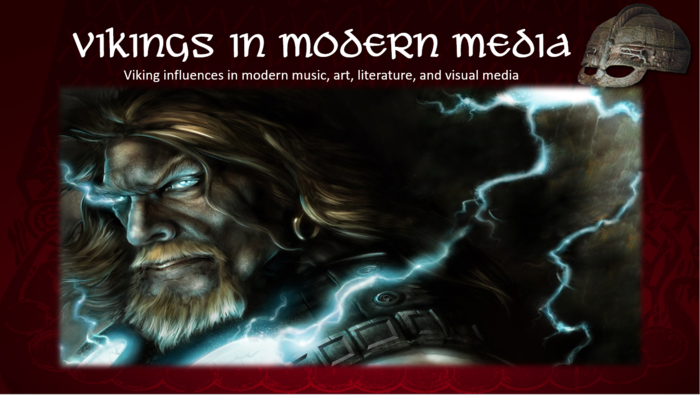 Vikings in Modern Media
Viking influences in modern music, art, literature, and visual media